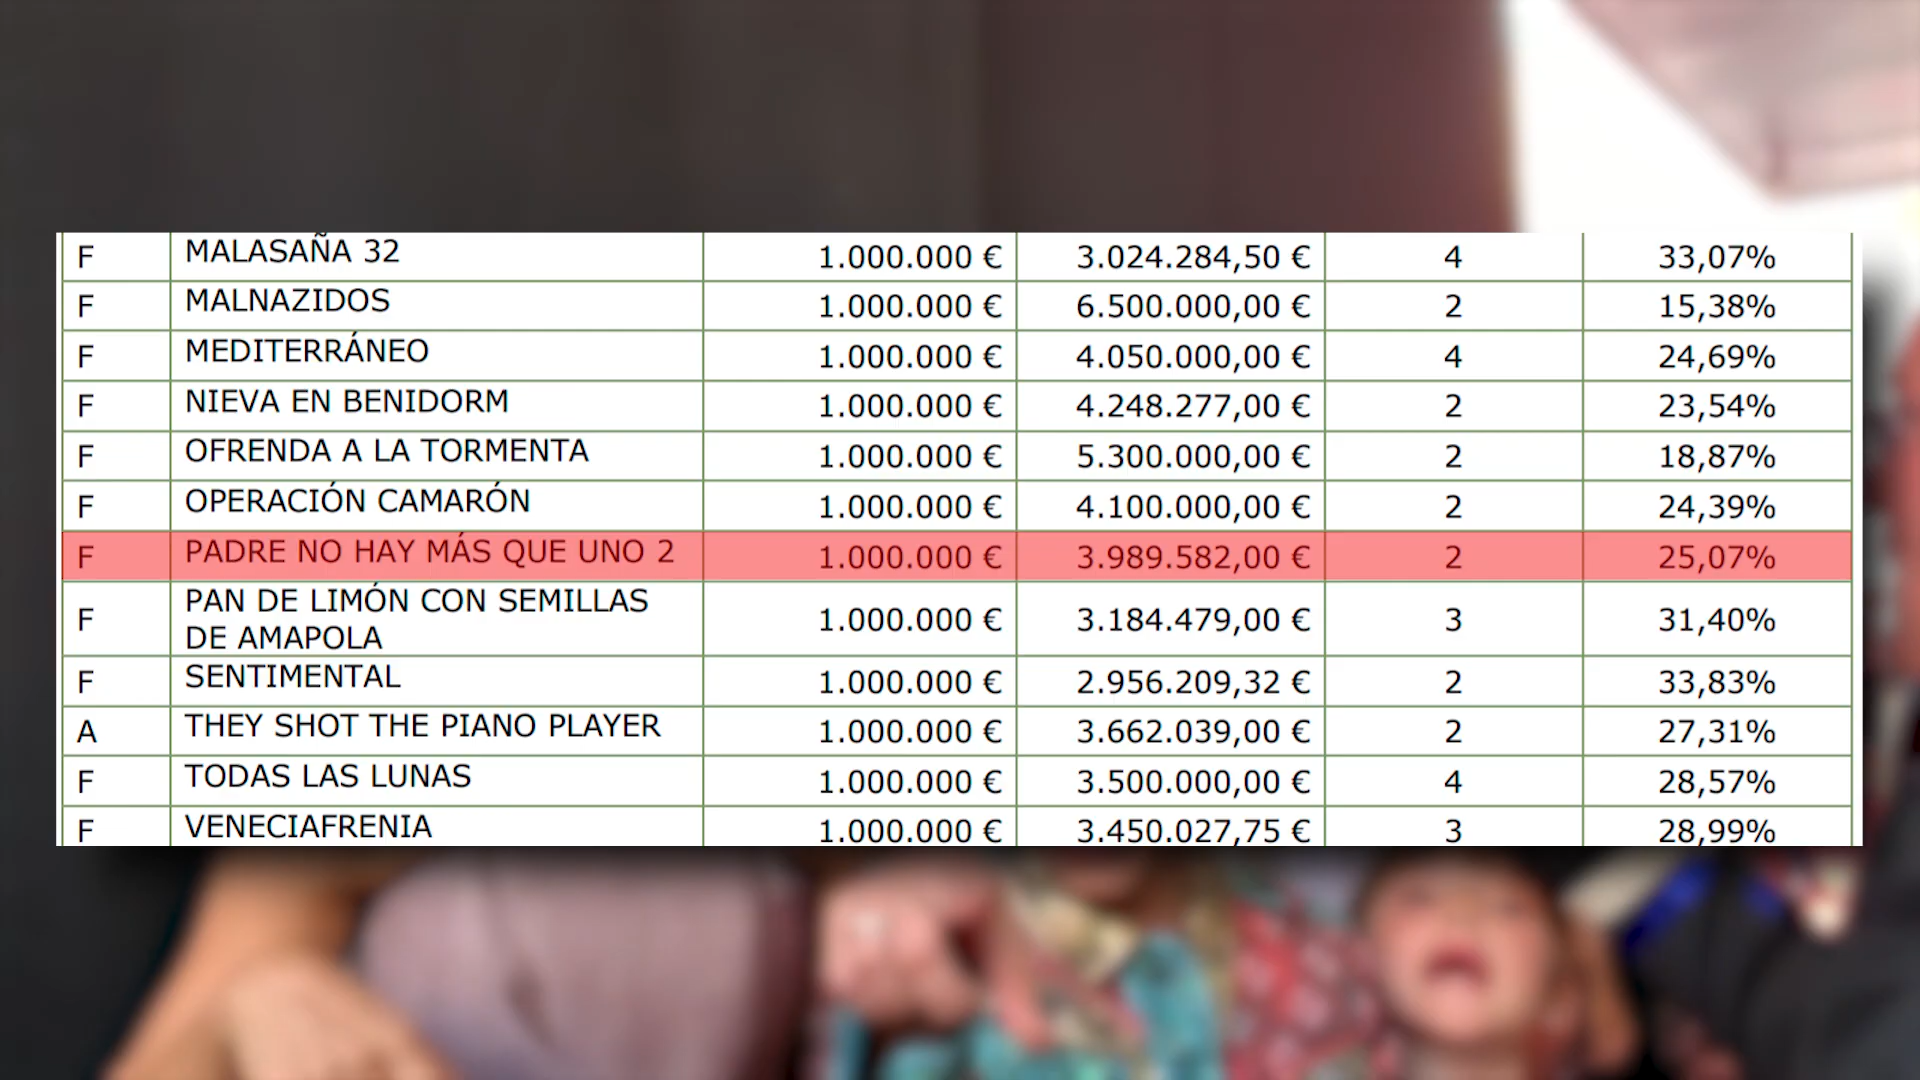 F MALASAÑA 32 1.000.000 € 3.024.284,50 € 4 33,07%
F MALNAZIDOS 1.000.000 € 6.500.000,00 € 2 15,38%
F MEDITERRÁNEO 1.000.000 € 4.050.000,00 € 4 24,69%
F NIEVA EN BENIDORM 1.000.000 € 4.248.277,00 € 2 23,54%
F OFRENDA A LA TORMENTA 1.000.000 € 5.300.000,00 € 2 18,87%
F OPERACIÓN CAMARÓN 1.000.000 € 4.100.000,00 € 2 24,39%
F PADRE NO HAY MÁS QUE UNO 2 1.000.000 € 3.989.582,00 € 2 25,07%
F PAN DE LIMÓN CON SEMILLAS
DE AMAPOLA 1.000.000 € 3.184.479,00 € 3 31,40%
F SENTIMENTAL 1.000.000 € 2.956.209,32 € 2 33,83%
A THEY SHOT THE PIANO PLAYER 1.000.000 € 3.662.039,00 € 2 27,31%
F TODAS LAS LUNAS 1.000.000 € 3.500.000,00 € 4 28,57%
F VENECIAFRENIA 1.000.000 € 3.450.027,75 € 3 28,99%